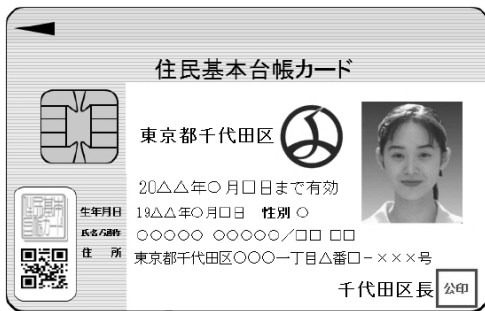 住民基本台帳カード
東京都千代田区
20△△年○月□日まで有効
生年月日 19△△年○月□日 性別 ○
氏名/通称 ○○○○○ ○○○○○/□□ □□
住 所 東京都千代田区○○○一丁目△番□-×××号
千代田区長 公印